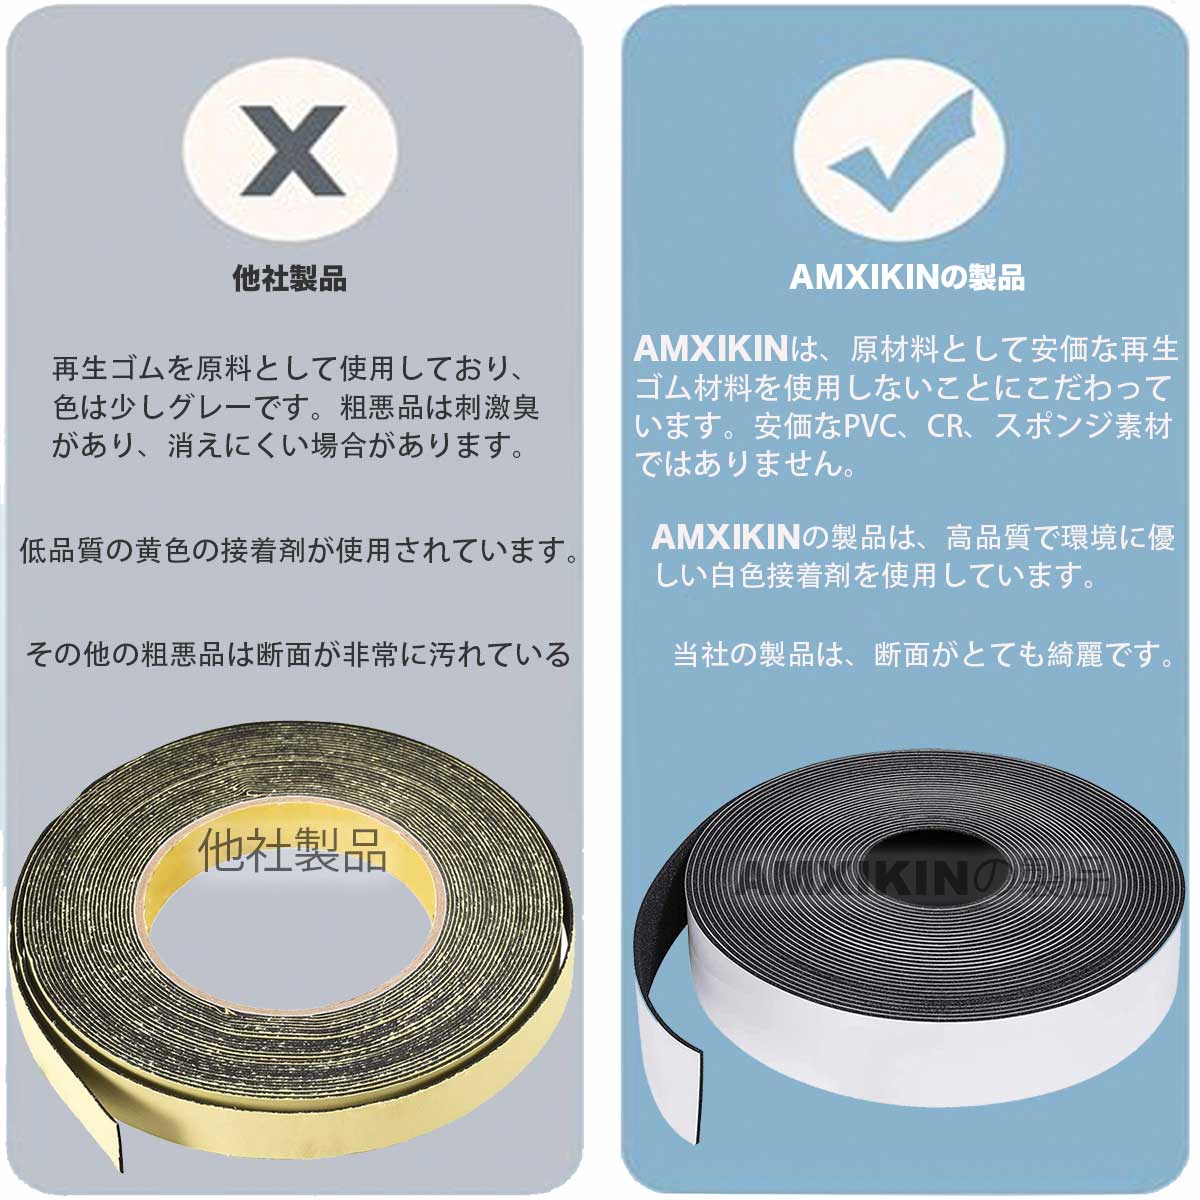 X
他社製品
再生ゴムを原料として使用しており、
色は少しグレーです。粗悪品は刺激臭
があり、消えにくい場合があります。
低品質の黄色の接着剤が使用されています。
その他の粗悪品は断面が非常に汚れている
他社製品
AMXIKINの製品
AMXIKINは、原材料として安価な再生
ゴム材料を使用しないことにこだわって
います。安価なPVC、CR、スポンジ素材
ではありません。
AMXIKINの製品は、高品質で環境に優
しい白色接着剤を使用しています。
当社の製品は、断面がとても綺麗です。
AMXIKINの製品